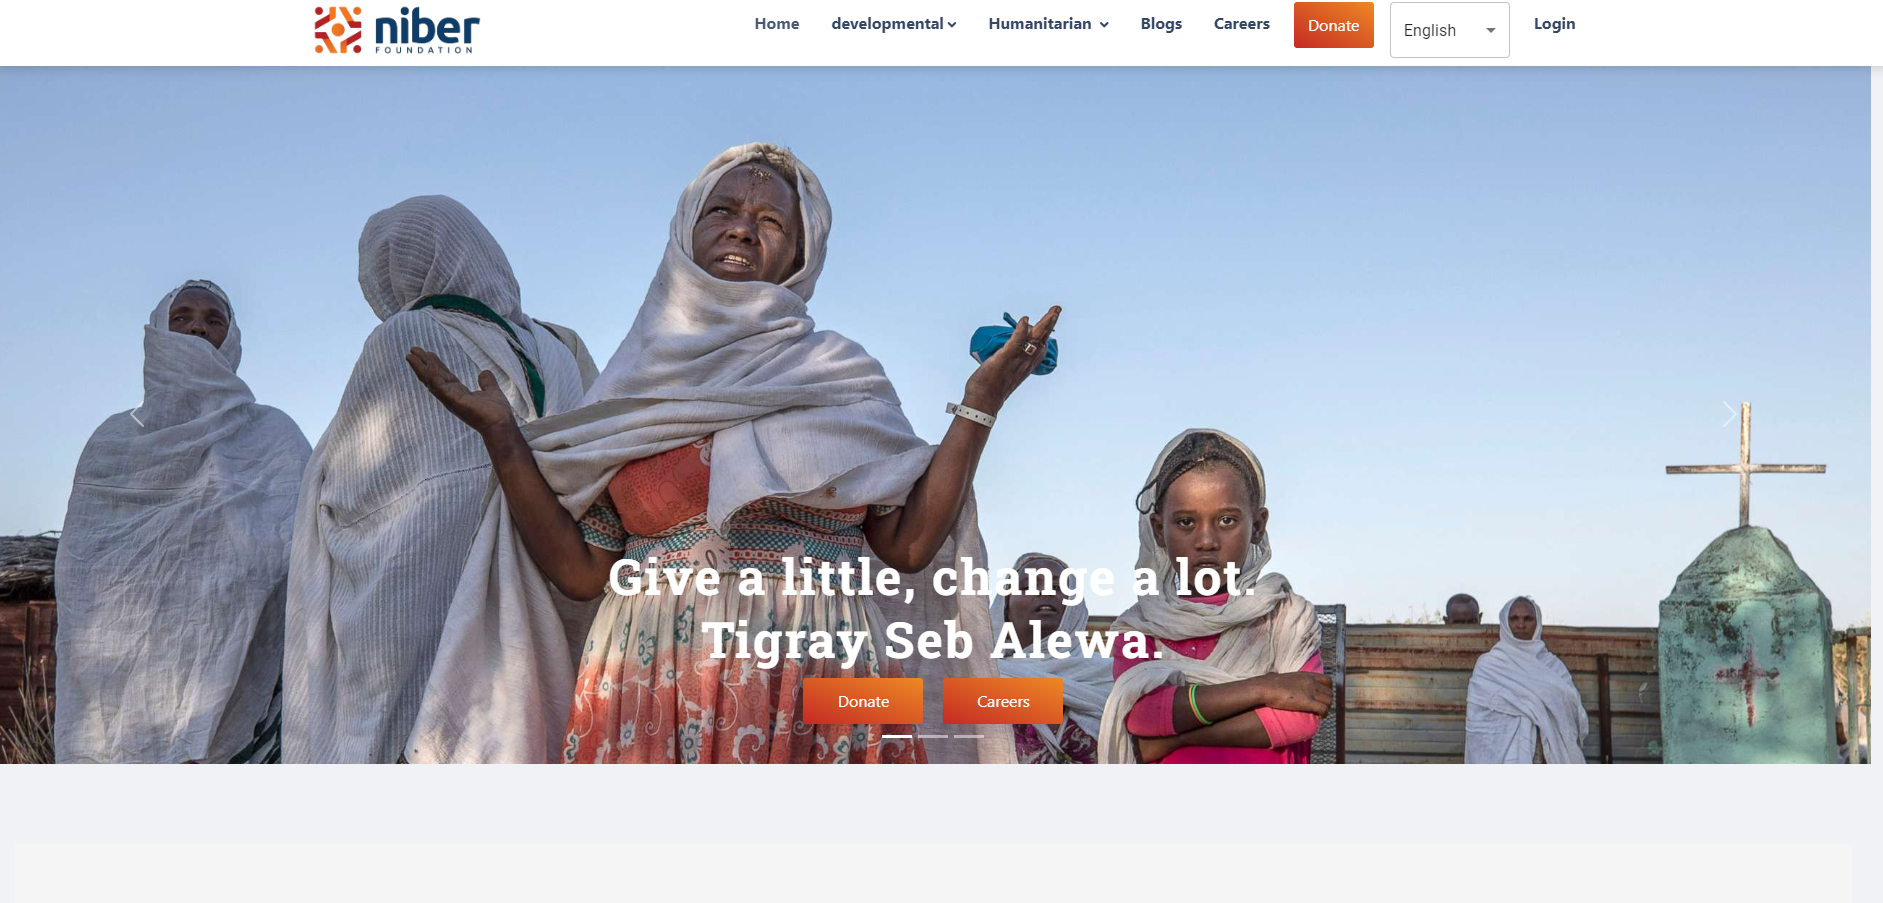 niber
FOUNDATION
Home
developmental
Humanitarian
Blogs
Careers
Donate
English
Login
Give a little, change a lot.
Tigray Seb Alewa.
Donate
Careers